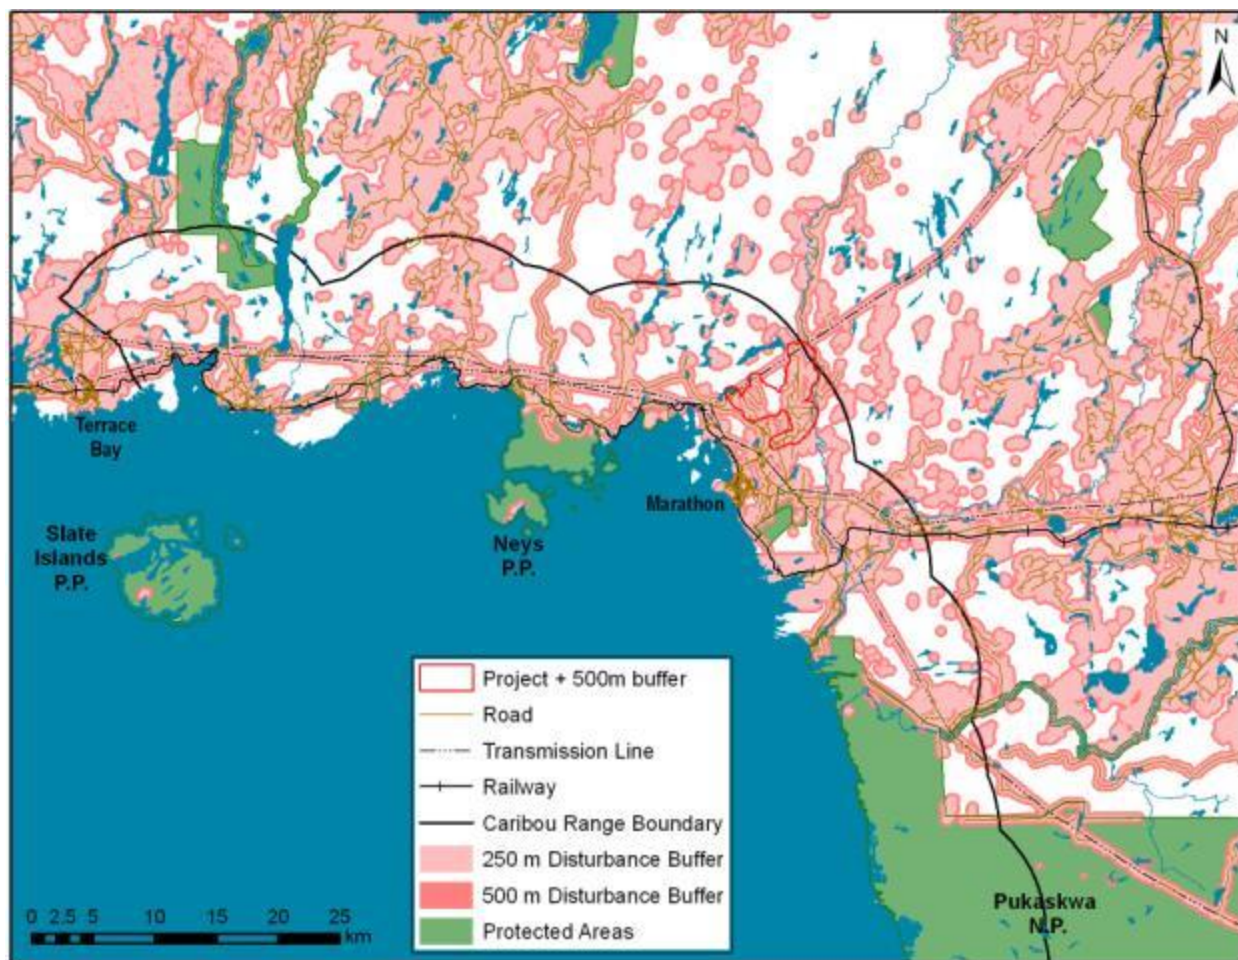 N
Terrace
Bay
Marathon
Slate
Islands
P.P.
Neys
P.P.
Project + 500m buffer
Road
Transmission Line
Railway
Caribou Range Boundary
250 m Disturbance Buffer
500 m Disturbance Buffer
Protected Areas
Pukaskwa
N.P.
0 2.5 5 10 15 20 25
km